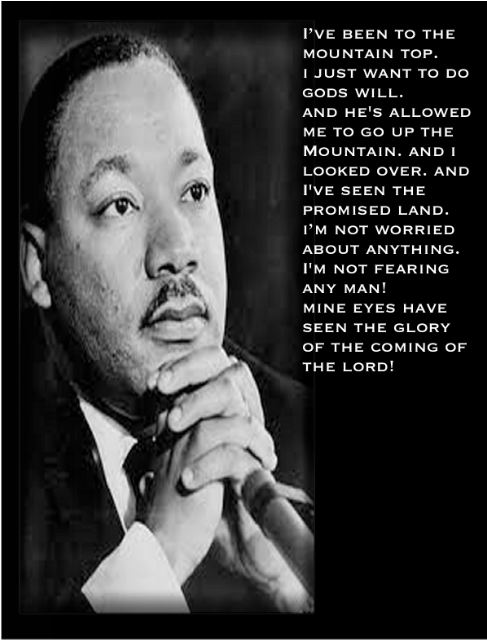 I've been to the
mountain top.
i just want to do
gods will.
and he's allowed
me to go up the
Mountain. and i
looked over. and
I've seen the
promised land.
i'm not worried
about anything.
I'm not fearing
any man!
mine eyes have
seen the glory
of the coming of
the lord!